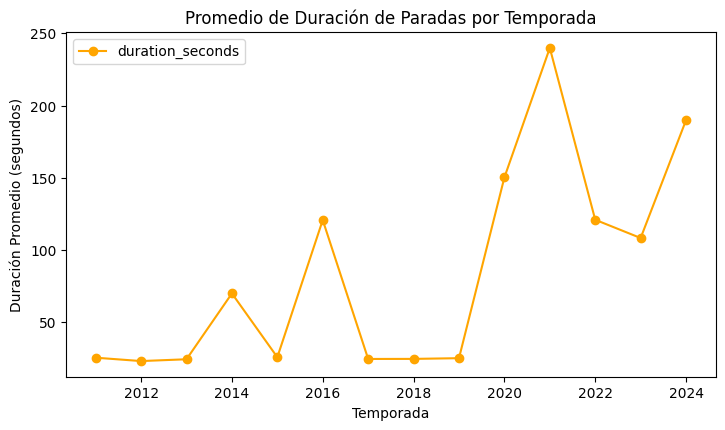 Promedio de Duración de Paradas por Temporada
duration_seconds
Duración Promedio (segundos)
250
200
150
100
50
2012 2014 2016 2018 2020 2022 2024
Temporada